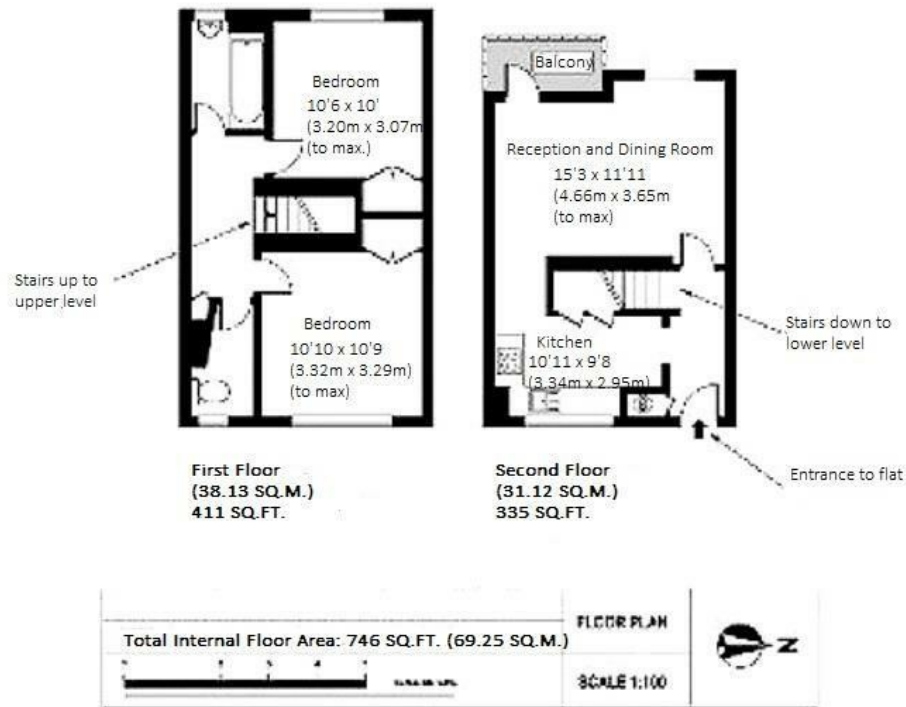 Bedroom
10'6 x 10'
(3.20m x 3.07m
(to max.)
Stairs up to
upper level
Bedroom
10'10 x 10'9
(3.32m x 3.29m)
(to max)
First Floor
(38.13 SQ.M.)
411 SQ.FT.
Balcony
Reception and Dining Room
15'3 x 11'11
(4.66m x 3.65m
(to max)
Stairs down to
lower level
Kitchen
10'11 x 9'8
(3.34m x 2.95m)
Entrance to flat
Second Floor
(31.12 SQ.M.)
335 SQ.FT.
Total Internal Floor Area: 746 SQ.FT. (69.25 SQ.M.)
FLOOR PLAN
SCALE 1:100
N